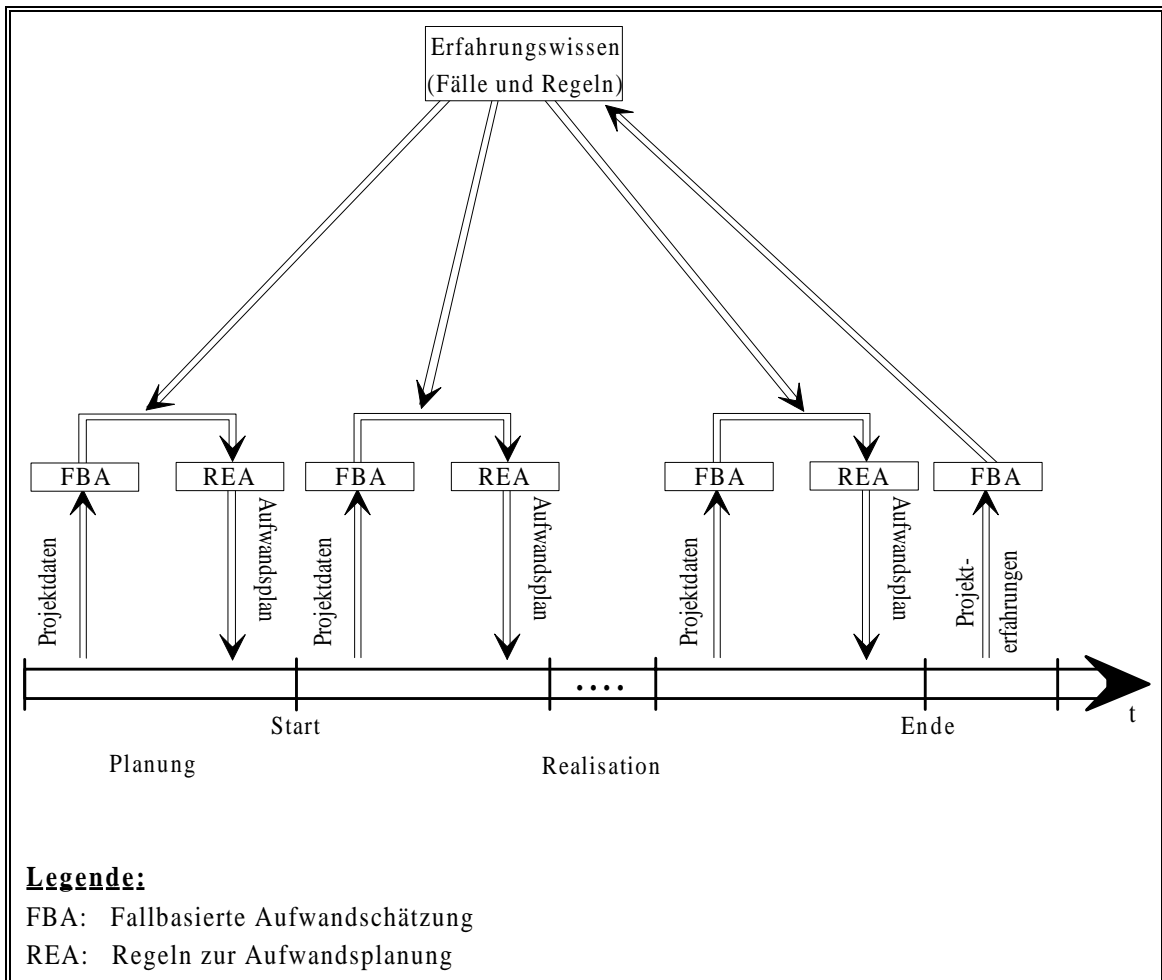 Erfahrungswissen
(Fälle und Regeln)
FBA
REA
FBA
REA
FBA
REA
FBA
Projektdaten
Aufwandsplan
Projektdaten
Aufwandsplan
Projektdaten
Aufwandsplan
Projekt-
erfahrungen
....
t
Start
Ende
Planung
Realisation
Legende:
FBA: Fallbasierte Aufwandschätzung
REA: Regeln zur Aufwandsplanung